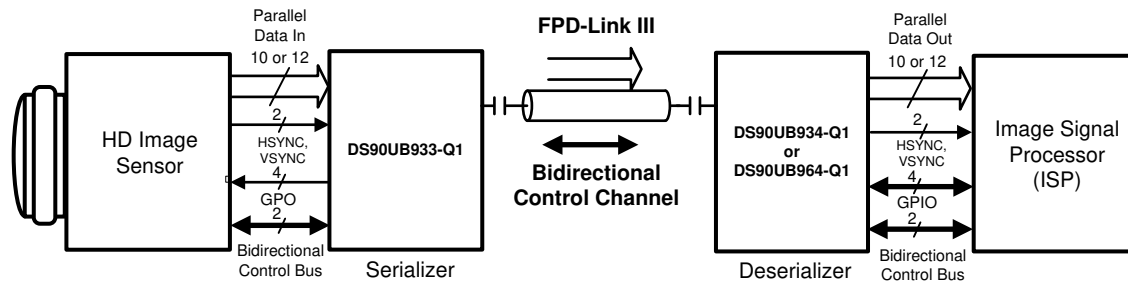 Parallel
Data In
10 or 12
2
HSYNC,
VSYNC
4
GPO
2
Bidirectional
Control Bus
HD Image
Sensor
DS90UB933-Q1
Serializer
FPD-Link III
Bidirectional
Control Channel
DS90UB934-Q1
or
DS90UB964-Q1
Deserializer
Parallel
Data Out
10 or 12
2
HSYNC,
VSYNC
4
GPIO
2
Bidirectional
Control Bus
Image Signal
Processor
(ISP)